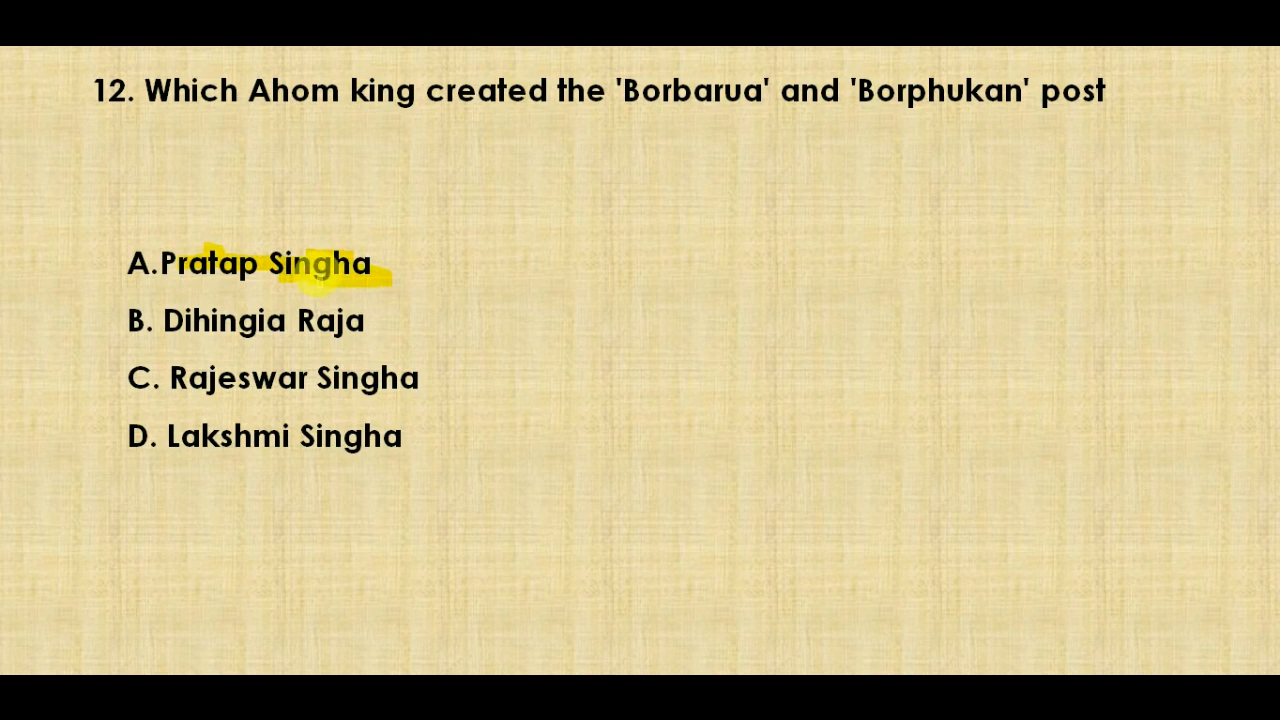 12. Which Ahom king created the 'Borbarua' and 'Borphukan' post
A.Pratap Singha
B. Dihingia Raja
C. Rajeswar Singha
D. Lakshmi Singha